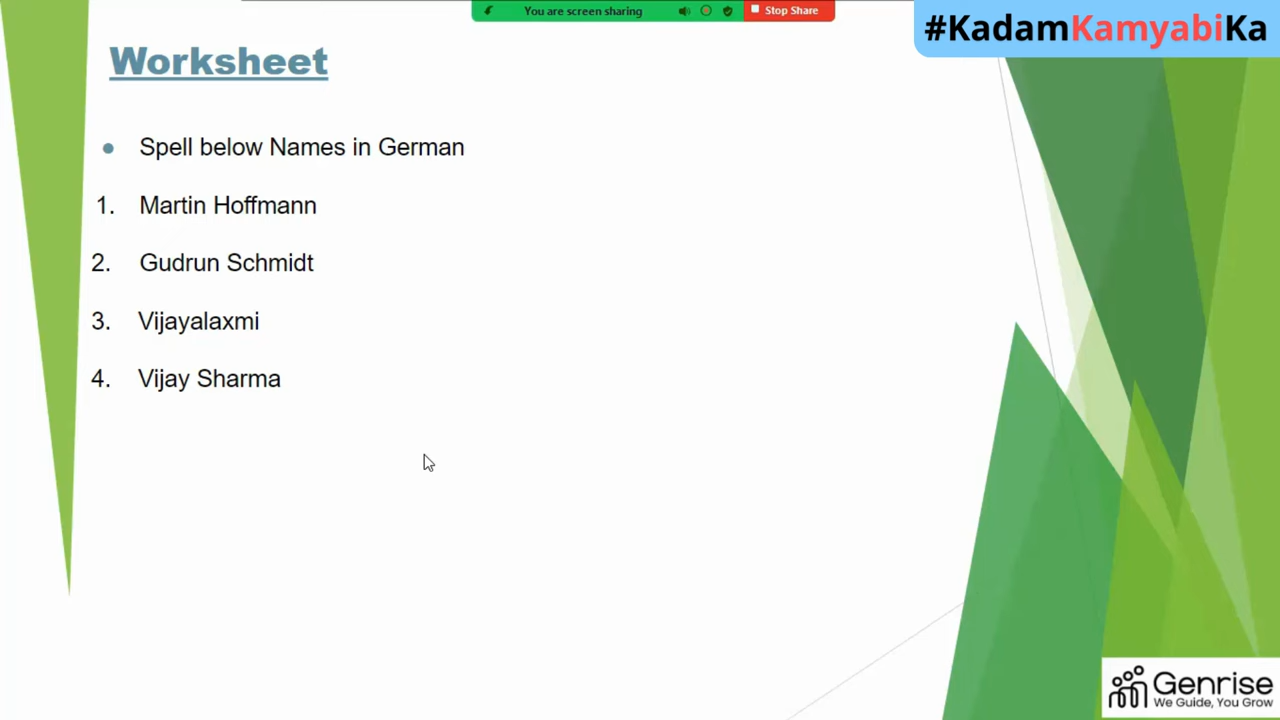 You are screen sharing
Stop Share
#KadamKamyabiKa
Worksheet
Spell below Names in German
1. Martin Hoffmann
2. Gudrun Schmidt
3. Vijayalaxmi
4. Vijay Sharma
Genrise
We Guide, You Grow